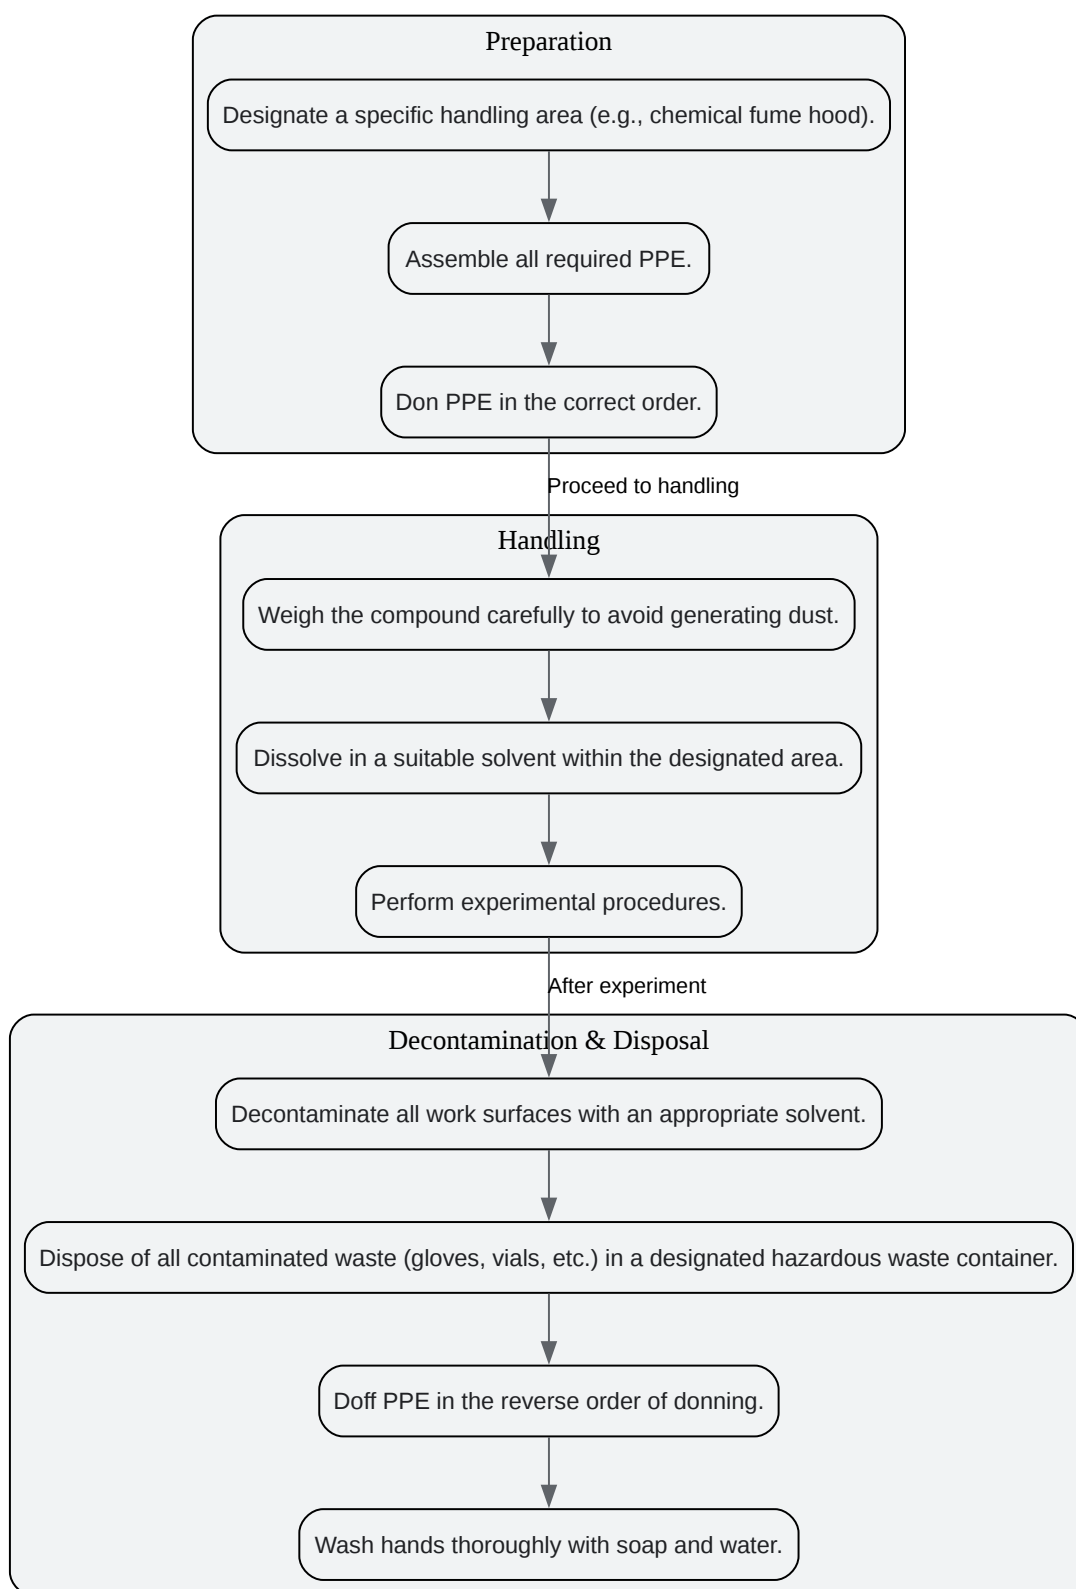 Preparation
Designate a specific handling area (e.g., chemical fume hood).
Assemble all required PPE.
Don PPE in the correct order.
Proceed to handling
Handling
Weigh the compound carefully to avoid generating dust.
Dissolve in a suitable solvent within the designated area.
Perform experimental procedures.
After experiment
Decontamination & Disposal
Decontaminate all work surfaces with an appropriate solvent.
Dispose of all contaminated waste (gloves, vials, etc.) in a designated hazardous waste container.
Doff PPE in the reverse order of donning.
Wash hands thoroughly with soap and water.